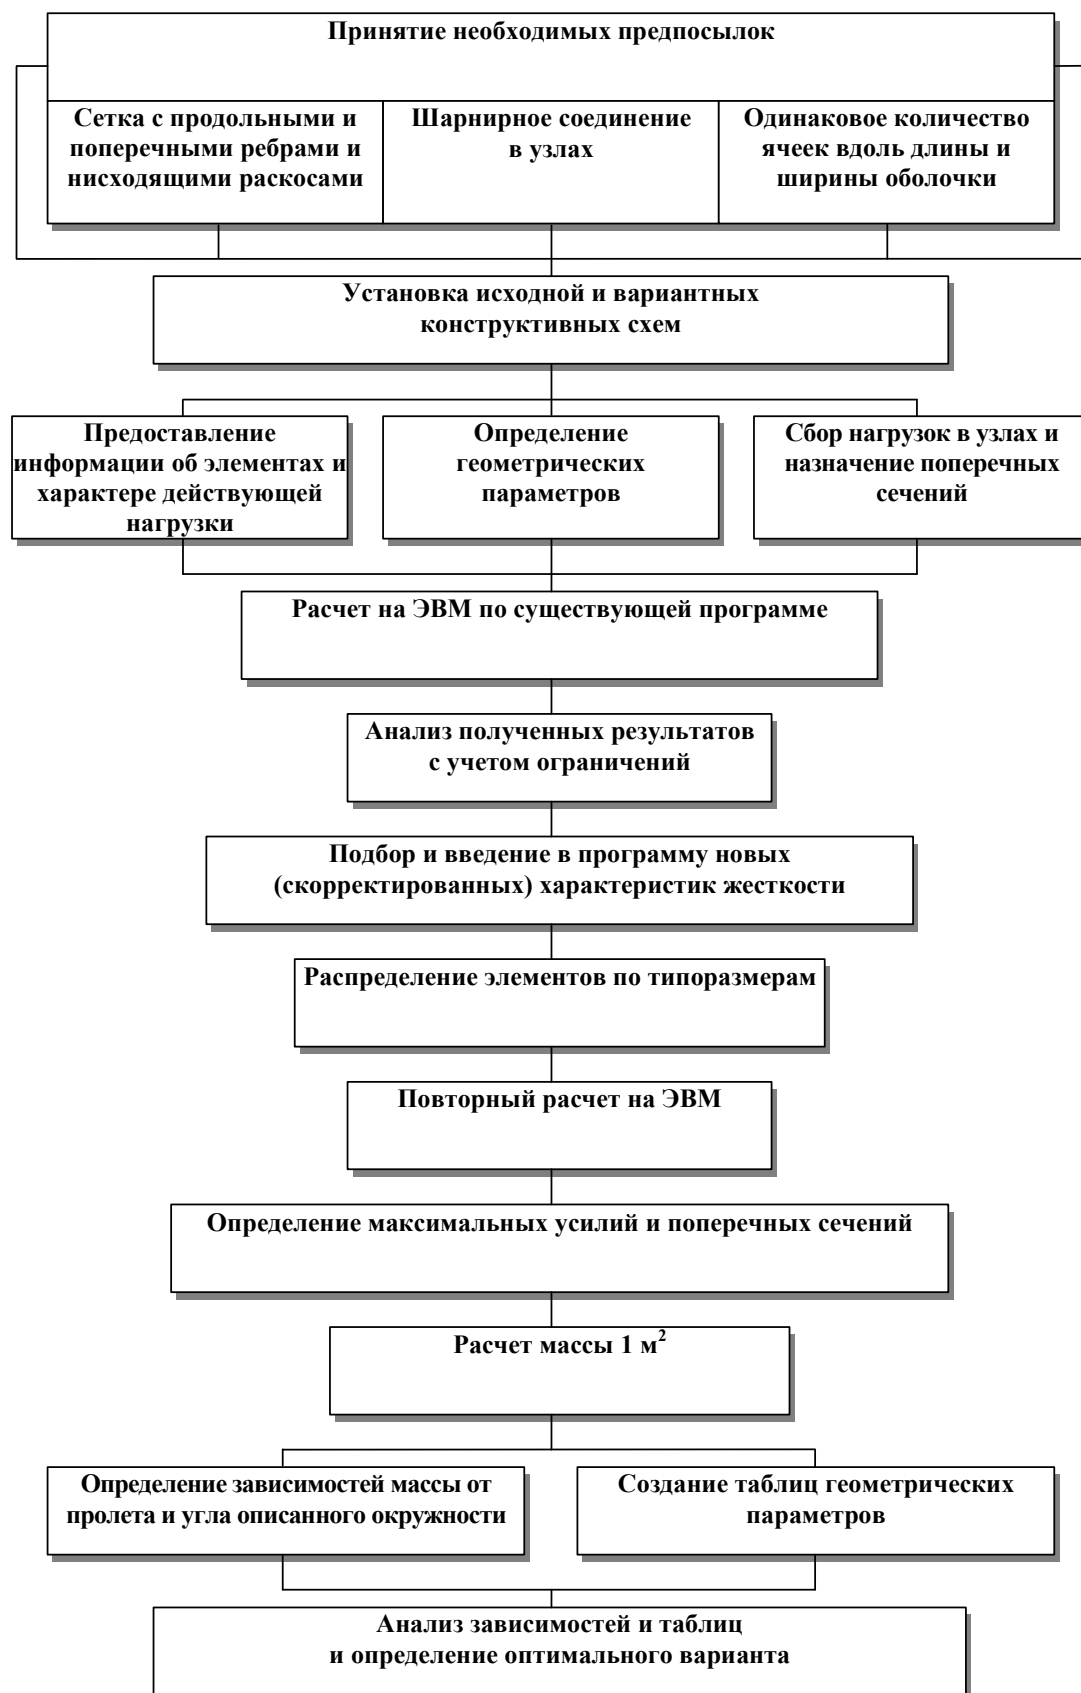 Принятие необходимых предпосылок
Сетка с продольными и
поперечными ребрами и
нисходящими раскосами
Шарнирное соединение
в узлах
Одинаковое количество
ячеек вдоль длины и
ширины оболочки
Установка исходной и вариантных
конструктивных схем
Предоставление
информации об элементах и
характере действующей
нагрузки
Определение
геометрических
параметров
Сбор нагрузок в узлах и
назначение поперечных
сечений
Расчет на ЭВМ по существующей программе
Анализ полученных результатов
с учетом ограничений
Подбор и введение в программу новых
(скорректированных) характеристик жесткости
Распределение элементов по типоразмерам
Повторный расчет на ЭВМ
Определение максимальных усилий и поперечных сечений
Расчет массы 1 м²
Определение зависимостей массы от
пролета и угла описанного окружности
Создание таблиц геометрических
параметров
Анализ зависимостей и таблиц
и определение оптимального варианта